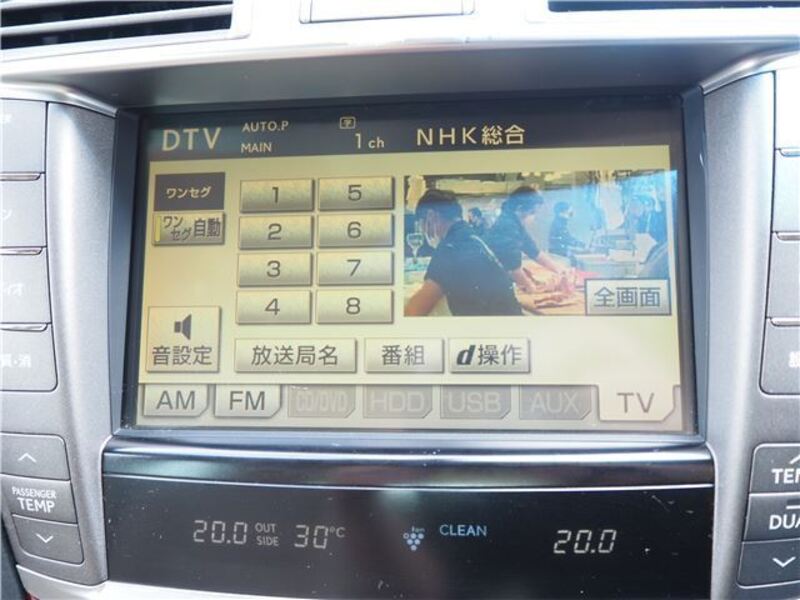 DTV AUTO.P 字 1ch NHK総合
MAIN
ワンセグ
ワンセグ自動
1 5
2 6
3 7
4 8
全画面
音設定 放送局名 番組 d操作
AM FM CD/DVD HDD USB AUX TV
PASSENGER
TEMP
20.0 OUT SIDE 30°C CLEAN 20.0